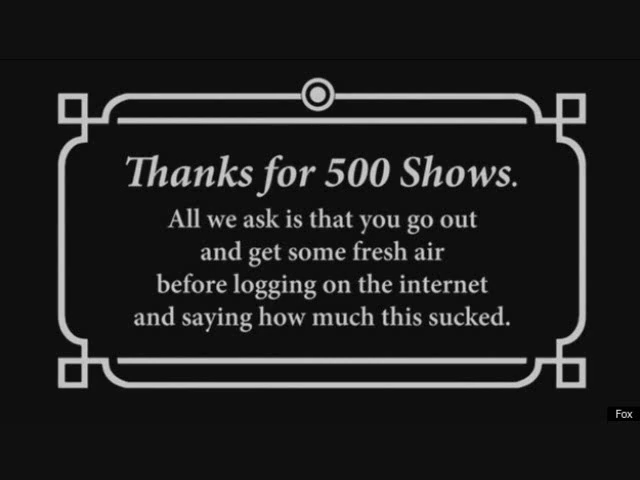 Thanks for 500 Shows.
All we ask is that you go out
and get some fresh air
before logging on the internet
and saying how much this sucked.
Fox